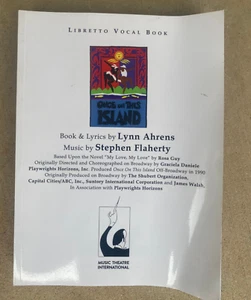 LIBRETTO VOCAL BOOK
ONCE ON THIS
ISLAND
Book & Lyrics by Lynn Ahrens
Music by Stephen Flaherty
Based Upon the Novel "My Love, My Love" by Rosa Guy
Originally Directed and Choreographed on Broadway by Graciela Daniele
Playwrights Horizons, Inc. Produced Once On This Island Off-Broadway in 1990
Originally Produced on Broadway by The Shubert Organization,
Capital Cities/ABC, Inc., Suntory International Corporation and James Walsh,
In Association with Playwrights Horizons
MUSIC THEATRE
INTERNATIONAL